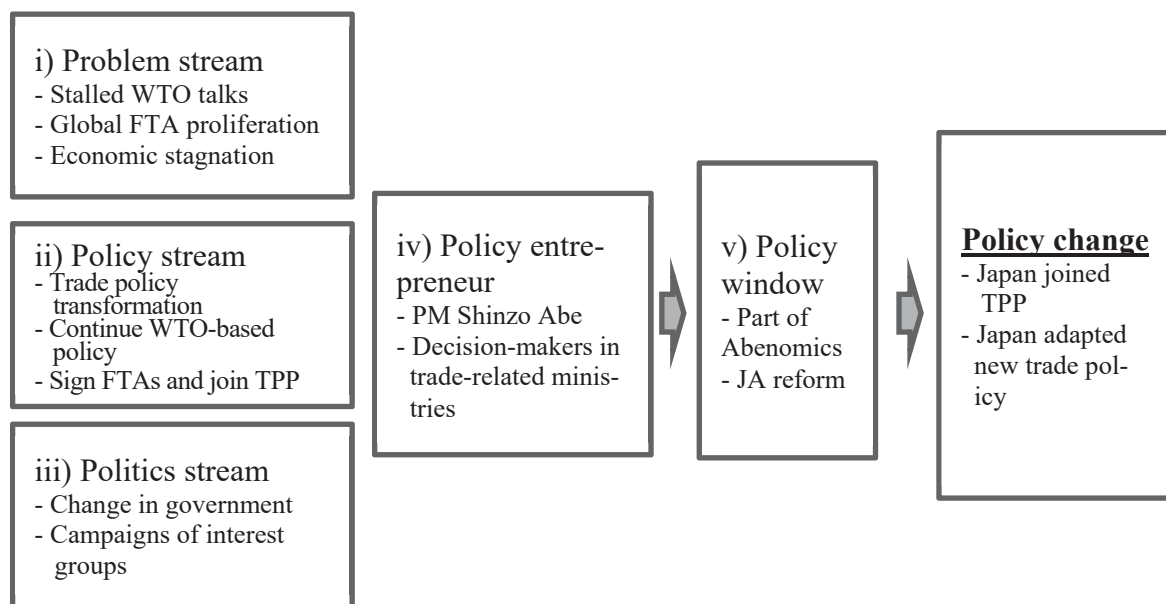 i) Problem stream
- Stalled WTO talks
- Global FTA proliferation
- Economic stagnation
ii) Policy stream
- Trade policy
transformation
- Continue WTO-based
policy
- Sign FTAs and join TPP
iii) Politics stream
- Change in government
- Campaigns of interest
groups
iv) Policy entre-
preneur
- PM Shinzo Abe
- Decision-makers in
trade-related minis-
tries
v) Policy
window
- Part of
Abenomics
- JA reform
Policy change
- Japan joined
TPP
- Japan adapted
new trade pol-
icy